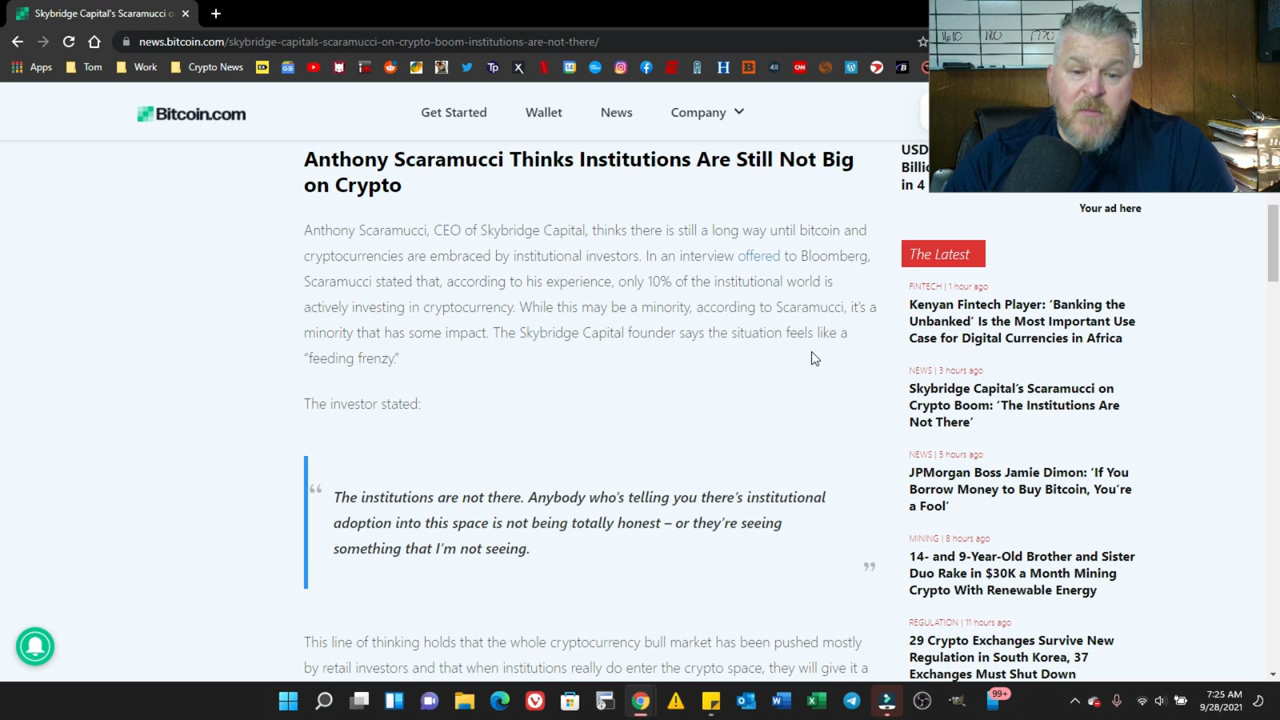 Skybridge Capital's Scaramucci o
news.bitcoin.com/skybridge-capitals-scaramucci-on-crypto-boom-institutions-are-not-there/
Apps
Tom
Work
Crypto Ne
Bitcoin.com
Get Started
Wallet
News
Company
1610
120
1770
Anthony Scaramucci Thinks Institutions Are Still Not Big
on Crypto
Anthony Scaramucci, CEO of Skybridge Capital, thinks there is still a long way until bitcoin and
cryptocurrencies are embraced by institutional investors. In an interview offered to Bloomberg,
Scaramucci stated that, according to his experience, only 10% of the institutional world is
actively investing in cryptocurrency. While this may be a minority, according to Scaramucci, it's a
minority that has some impact. The Skybridge Capital founder says the situation feels like a
“feeding frenzy.”
The investor stated:
“
The institutions are not there. Anybody who's telling you there's institutional
adoption into this space is not being totally honest – or they're seeing
something that I'm not seeing.
”
This line of thinking holds that the whole cryptocurrency bull market has been pushed mostly
by retail investors and that when institutions really do enter the crypto space, they will give it a
USD
Billi
in 4
Your ad here
The Latest
FINTECH | 1 hour ago
Kenyan Fintech Player: ‘Banking the
Unbanked’ Is the Most Important Use
Case for Digital Currencies in Africa
NEWS | 3 hours ago
Skybridge Capital’s Scaramucci on
Crypto Boom: ‘The Institutions Are
Not There’
NEWS | 5 hours ago
JPMorgan Boss Jamie Dimon: ‘If You
Borrow Money to Buy Bitcoin, You’re
a Fool’
MINING | 8 hours ago
14- and 9-Year-Old Brother and Sister
Duo Rake in $30K a Month Mining
Crypto With Renewable Energy
REGULATION | 11 hours ago
29 Crypto Exchanges Survive New
Regulation in South Korea, 37
Exchanges Must Shut Down
99+
7:25 AM
9/28/2021